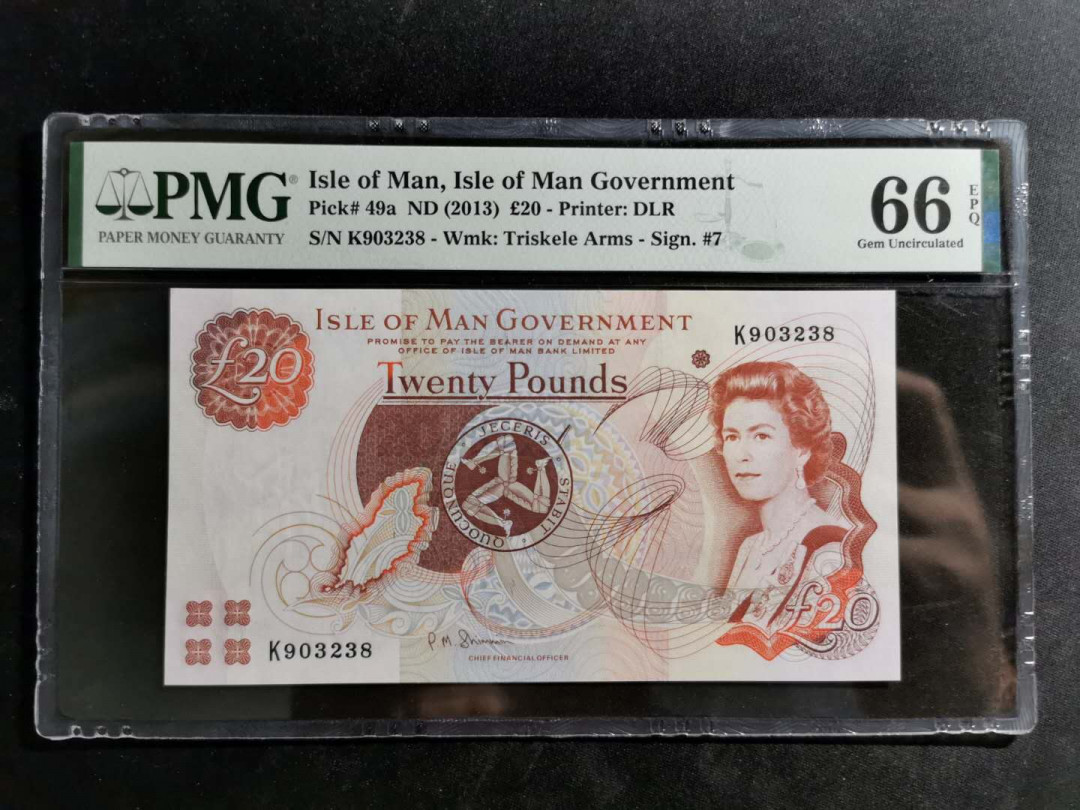 PMG®
PAPER MONEY GUARANTY
Isle of Man, Isle of Man Government
Pick# 49a ND (2013) £20 - Printer: DLR
S/N K903238 - Wmk: Triskele Arms - Sign. #7
66
EPQ
Gem Uncirculated
£20
ISLE OF MAN GOVERNMENT
PROMISE TO PAY THE BEARER ON DEMAND AT ANY
OFFICE OF ISLE OF MAN BANK LIMITED
Twenty Pounds
K903238
QUOCUNQUE JECERIS STABIT
£20
K903238
CHIEF FINANCIAL OFFICER